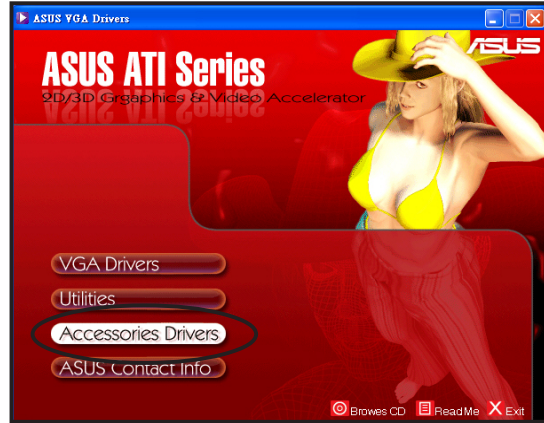 ASUS VGA Drivers
ASUS
ASUS ATI Series
2D/3D Grgaphics & Video Accelerator
VGA Drivers
Utilities
Accessories Drivers
ASUS Contact Info
Browes CD Read Me Exit